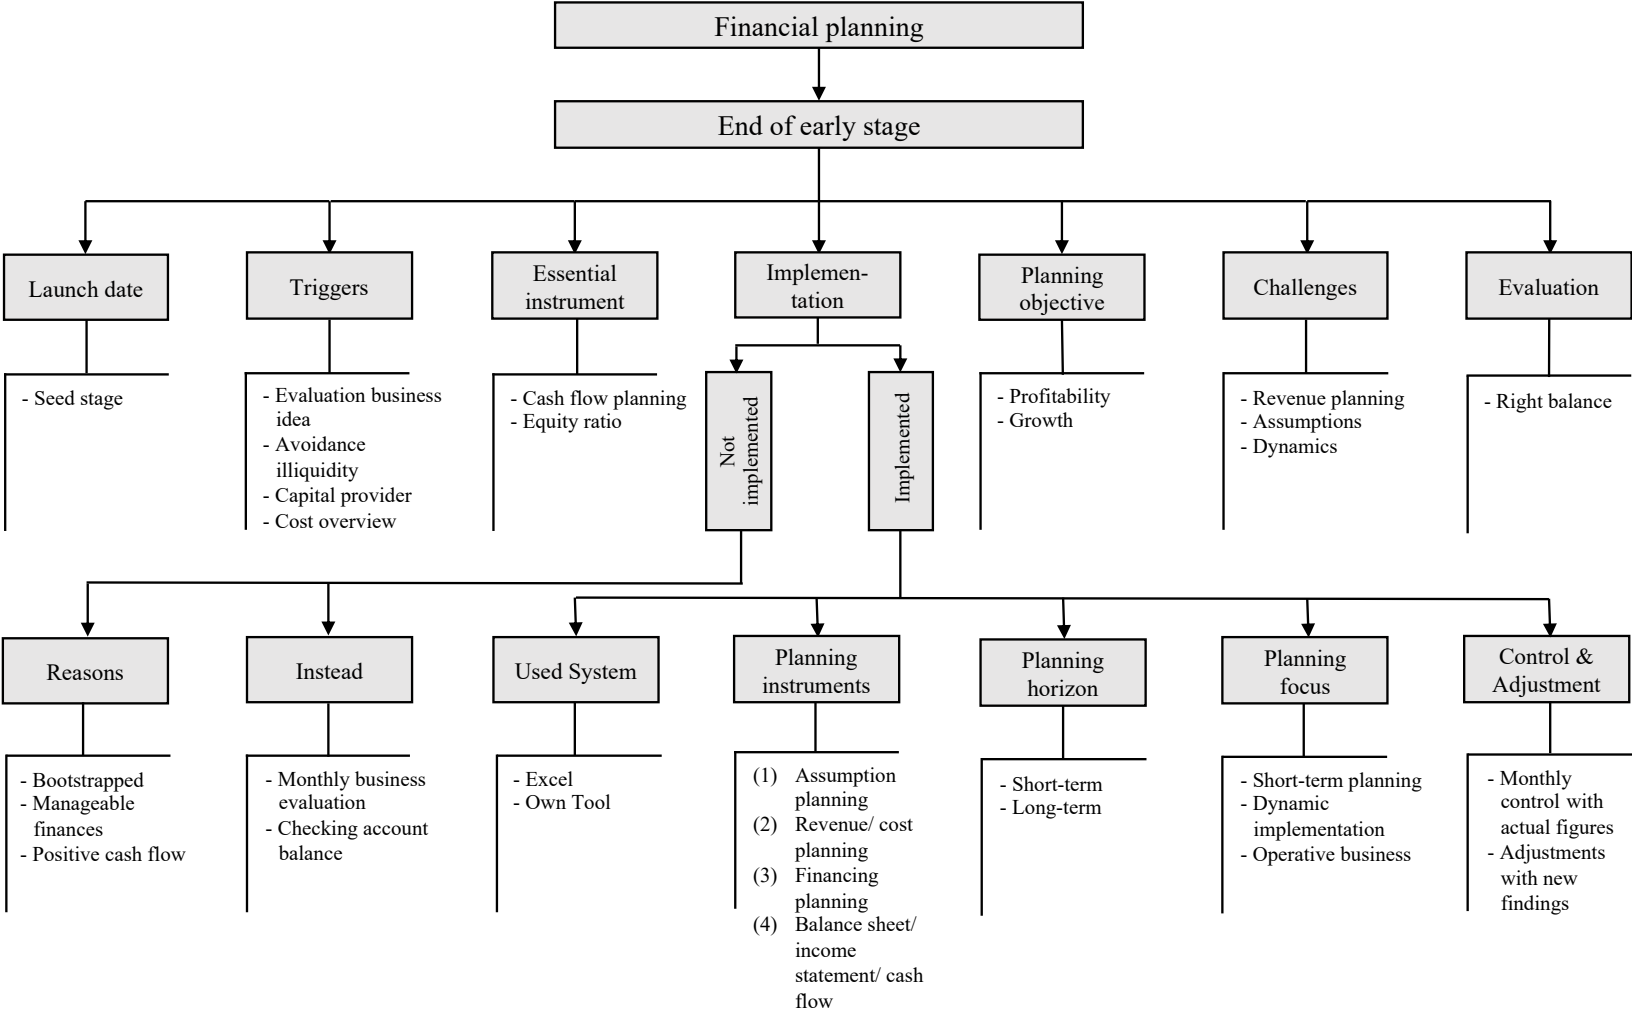 Financial planning
End of early stage
Launch date
Triggers
Essential
instrument
Implemen-
tation
Planning
objective
Challenges
Evaluation
- Seed stage
- Evaluation business
idea
- Avoidance
illiquidity
- Capital provider
- Cost overview
- Cash flow planning
- Equity ratio
Not
implemented
Implemented
- Profitability
- Growth
- Revenue planning
- Assumptions
- Dynamics
- Right balance
Reasons
Instead
Used System
Planning
instruments
Planning
horizon
Planning
focus
Control &
Adjustment
- Bootstrapped
- Manageable
finances
- Positive cash flow
- Monthly business
evaluation
- Checking account
balance
- Excel
- Own Tool
(1) Assumption
planning
(2) Revenue/ cost
planning
(3) Financing
planning
(4) Balance sheet/
income
statement/ cash
flow
- Short-term
- Long-term
- Short-term planning
- Dynamic
implementation
- Operative business
- Monthly
control with
actual figures
- Adjustments
with new
findings